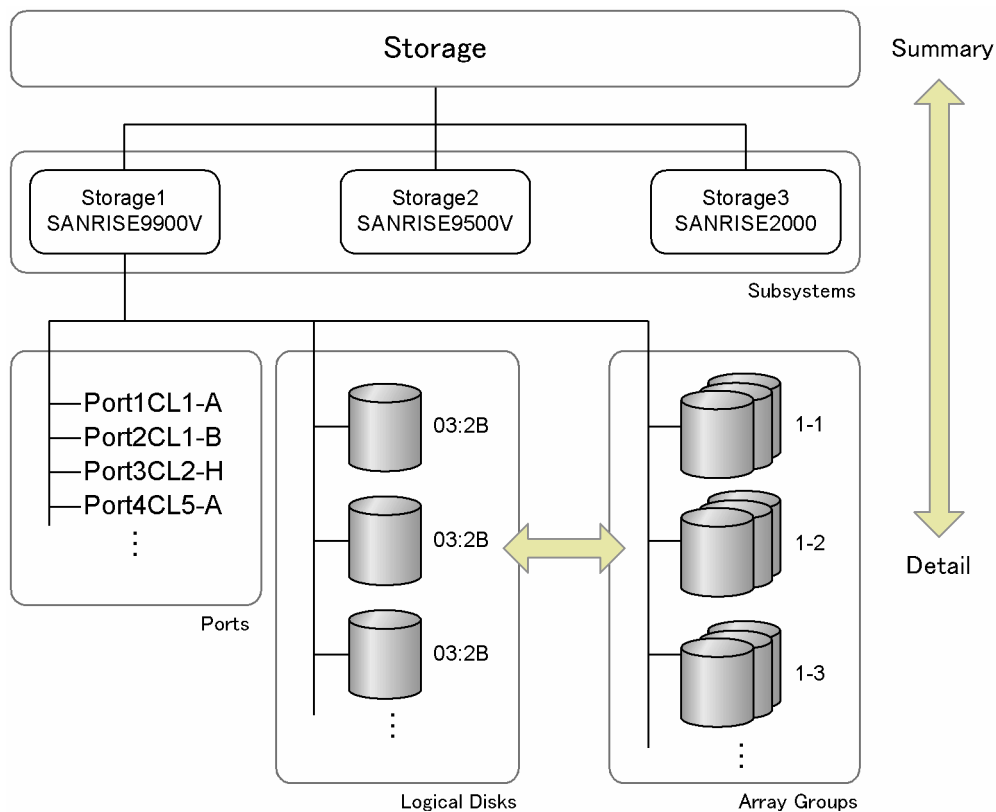 Storage
Summary
Storage1
SANRISE9900V
Storage2
SANRISE9500V
Storage3
SANRISE2000
Subsystems
Port1CL1-A
Port2CL1-B
Port3CL2-H
Port4CL5-A
Ports
03:2B
03:2B
03:2B
Logical Disks
1-1
1-2
1-3
Array Groups
Detail